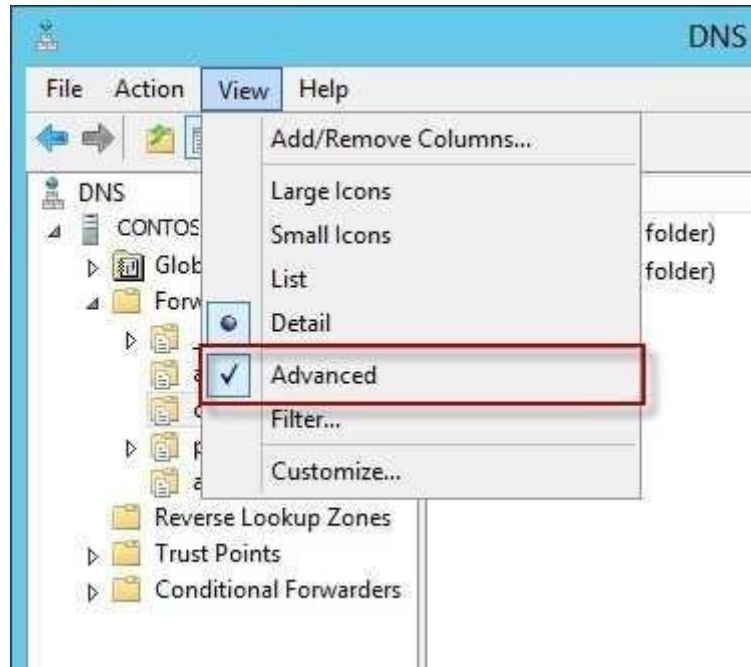 DNS
File Action View Help
Add/Remove Columns...
DNS
Large Icons
CONTOS
Small Icons
folder)
Glob
List
folder)
Forw
Detail
Advanced
Filter...
Customize...
Reverse Lookup Zones
Trust Points
Conditional Forwarders